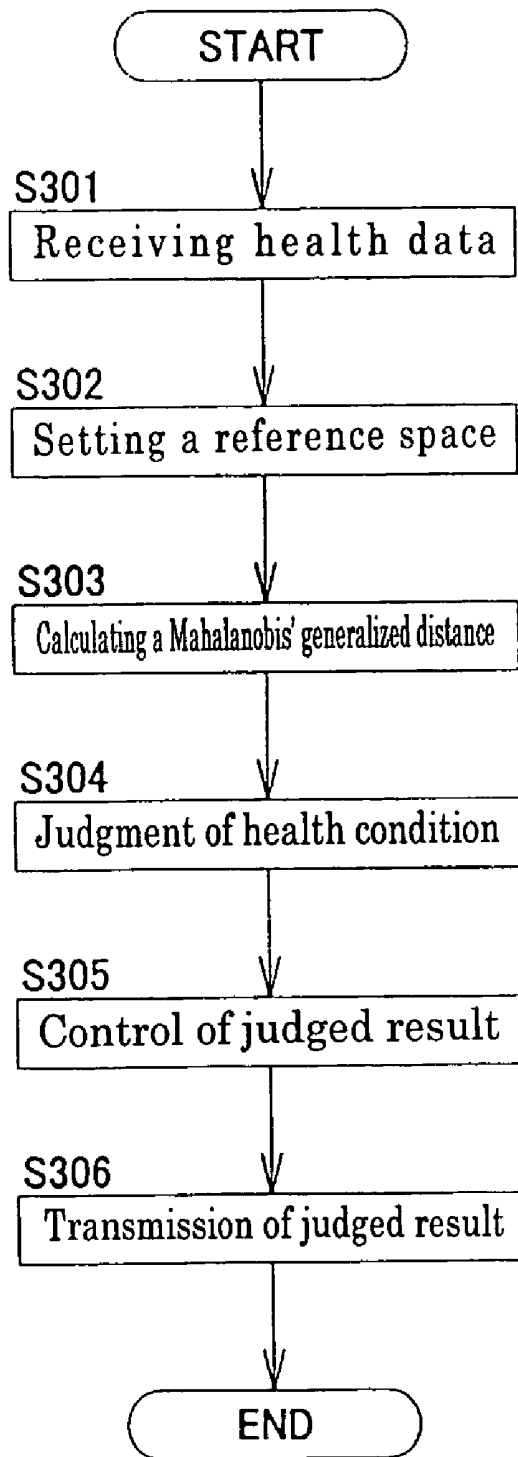 START
S301
Receiving health data
S302
Setting a reference space
S303
Calculating a Mahalanobis' generalized distance
S304
Judgment of health condition
S305
Control of judged result
S306
Transmission of judged result
END